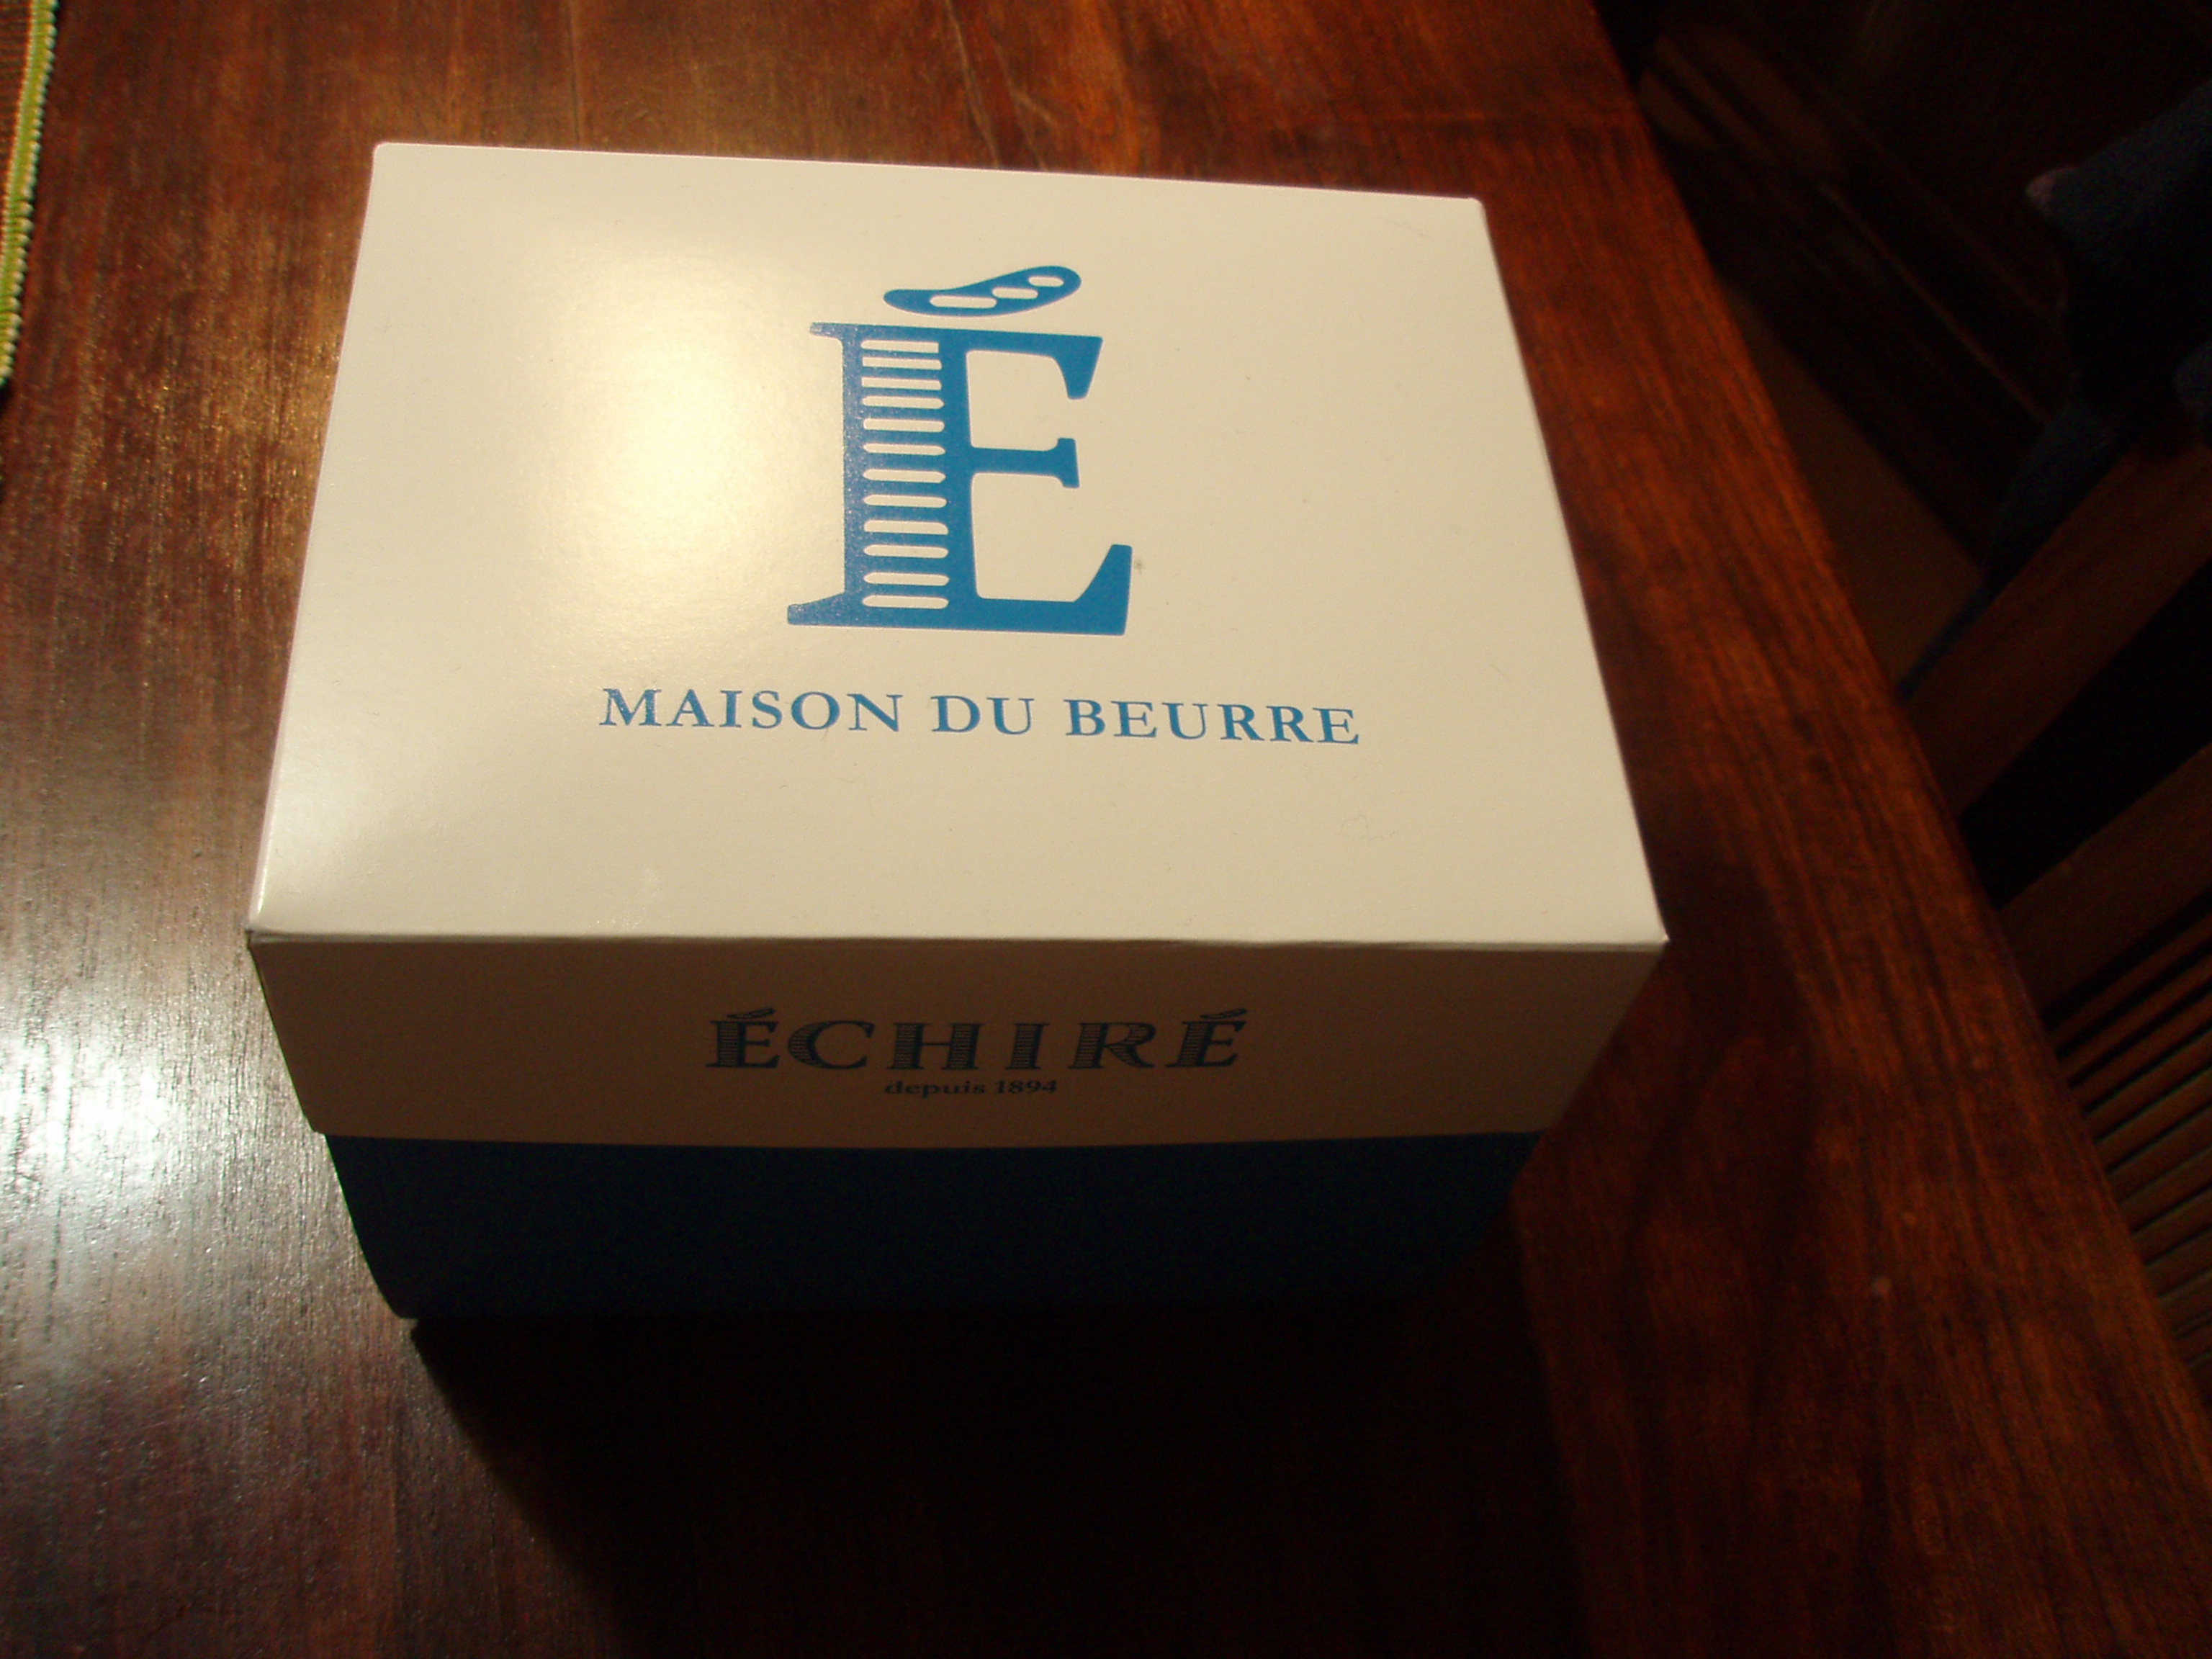 É
MAISON DU BEURRE
ÉCHIRÉ
depuis 1894